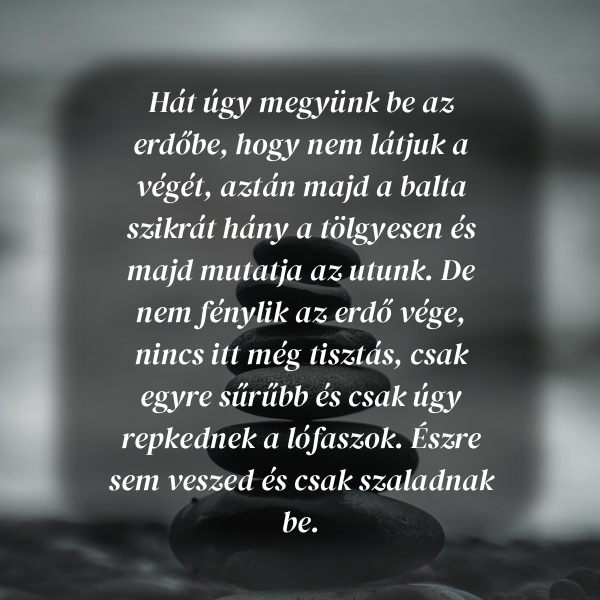 Hát úgy megyünk be az
erdőbe, hogy nem látjuk a
végét, aztán majd a balta
szikrát hány a tölgyesen és
majd mutatja az utunk. De
nem fénylik az erdő vége,
nincs itt még tisztás, csak
egyre sűrűbb és csak úgy
repkednek a lófaszok. Észre
sem veszed és csak szaladnak
be.